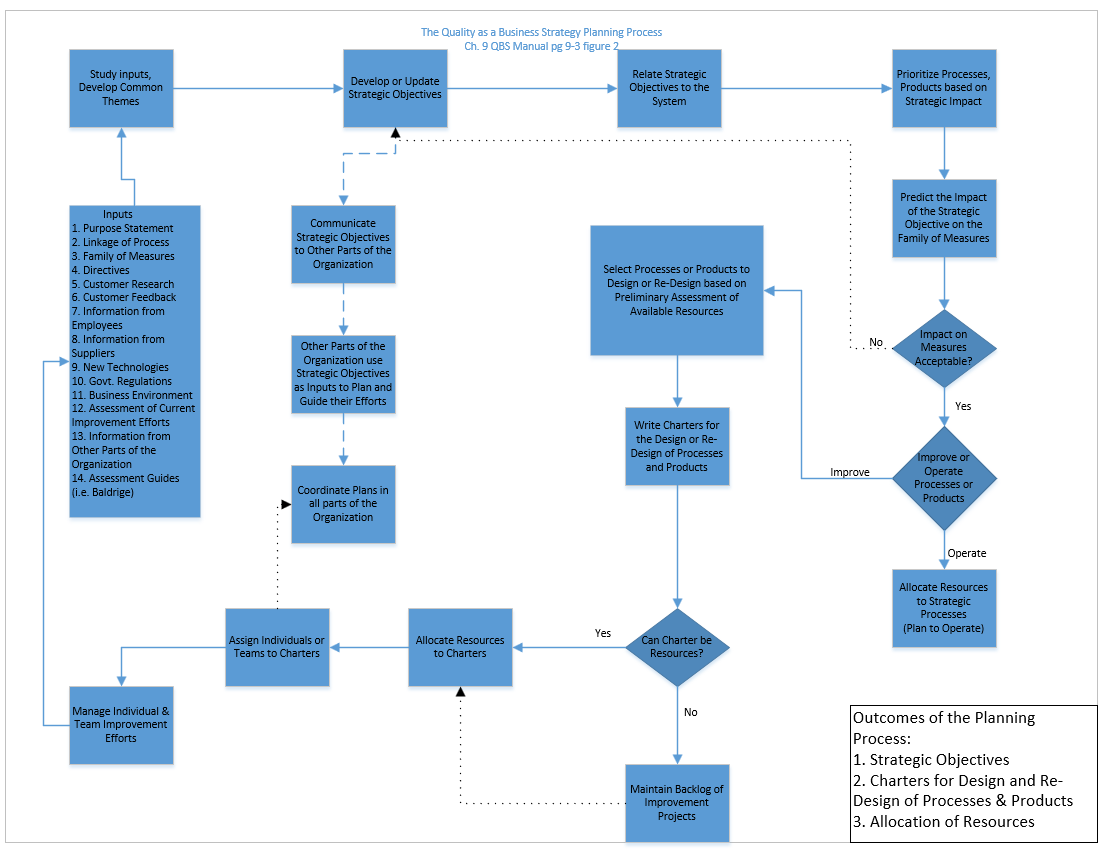 The Quality as a Business Strategy Planning Process
Ch. 9 QBS Manual pg 9-3 figure 2
Study inputs,
Develop Common
Themes
Develop or Update
Strategic Objectives
Relate Strategic
Objectives to the
System
Prioritize Processes,
Products based on
Strategic Impact
Predict the Impact
of the Strategic
Objective on the
Family of Measures
Inputs
1. Purpose Statement
2. Linkage of Process
3. Family of Measures
4. Directives
5. Customer Research
6. Customer Feedback
7. Information from
Employees
8. Information from
Suppliers
9. New Technologies
10. Govt. Regulations
11. Business Environment
12. Assessment of Current
Improvement Efforts
13. Information from
Other Parts of the
Organization
14. Assessment Guides
(i.e. Baldrige)
Communicate
Strategic Objectives
to Other Parts of the
Organization
Other Parts of the
Organization use
Strategic Objectives
as Inputs to Plan and
Guide their Efforts
Coordinate Plans in
all parts of the
Organization
Select Processes or Products to
Design or Re-Design based on
Preliminary Assessment of
Available Resources
No
Impact on
Measures
Acceptable?
Yes
Write Charters for
the Design or Re-
Design of Processes
and Products
Improve
Improve or
Operate
Processes or
Products
Operate
Allocate Resources
to Strategic
Processes
(Plan to Operate)
Assign Individuals or
Teams to Charters
Allocate Resources
to Charters
Yes
Can Charter be
Resources?
No
Manage Individual &
Team Improvement
Efforts
Maintain Backlog of
Improvement
Projects
Outcomes of the Planning
Process:
1. Strategic Objectives
2. Charters for Design and Re-
Design of Processes & Products
3. Allocation of Resources